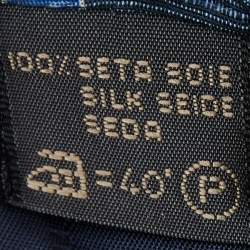 100% SETA SOIE
SILK SEIDE
SEDA
= 40° P